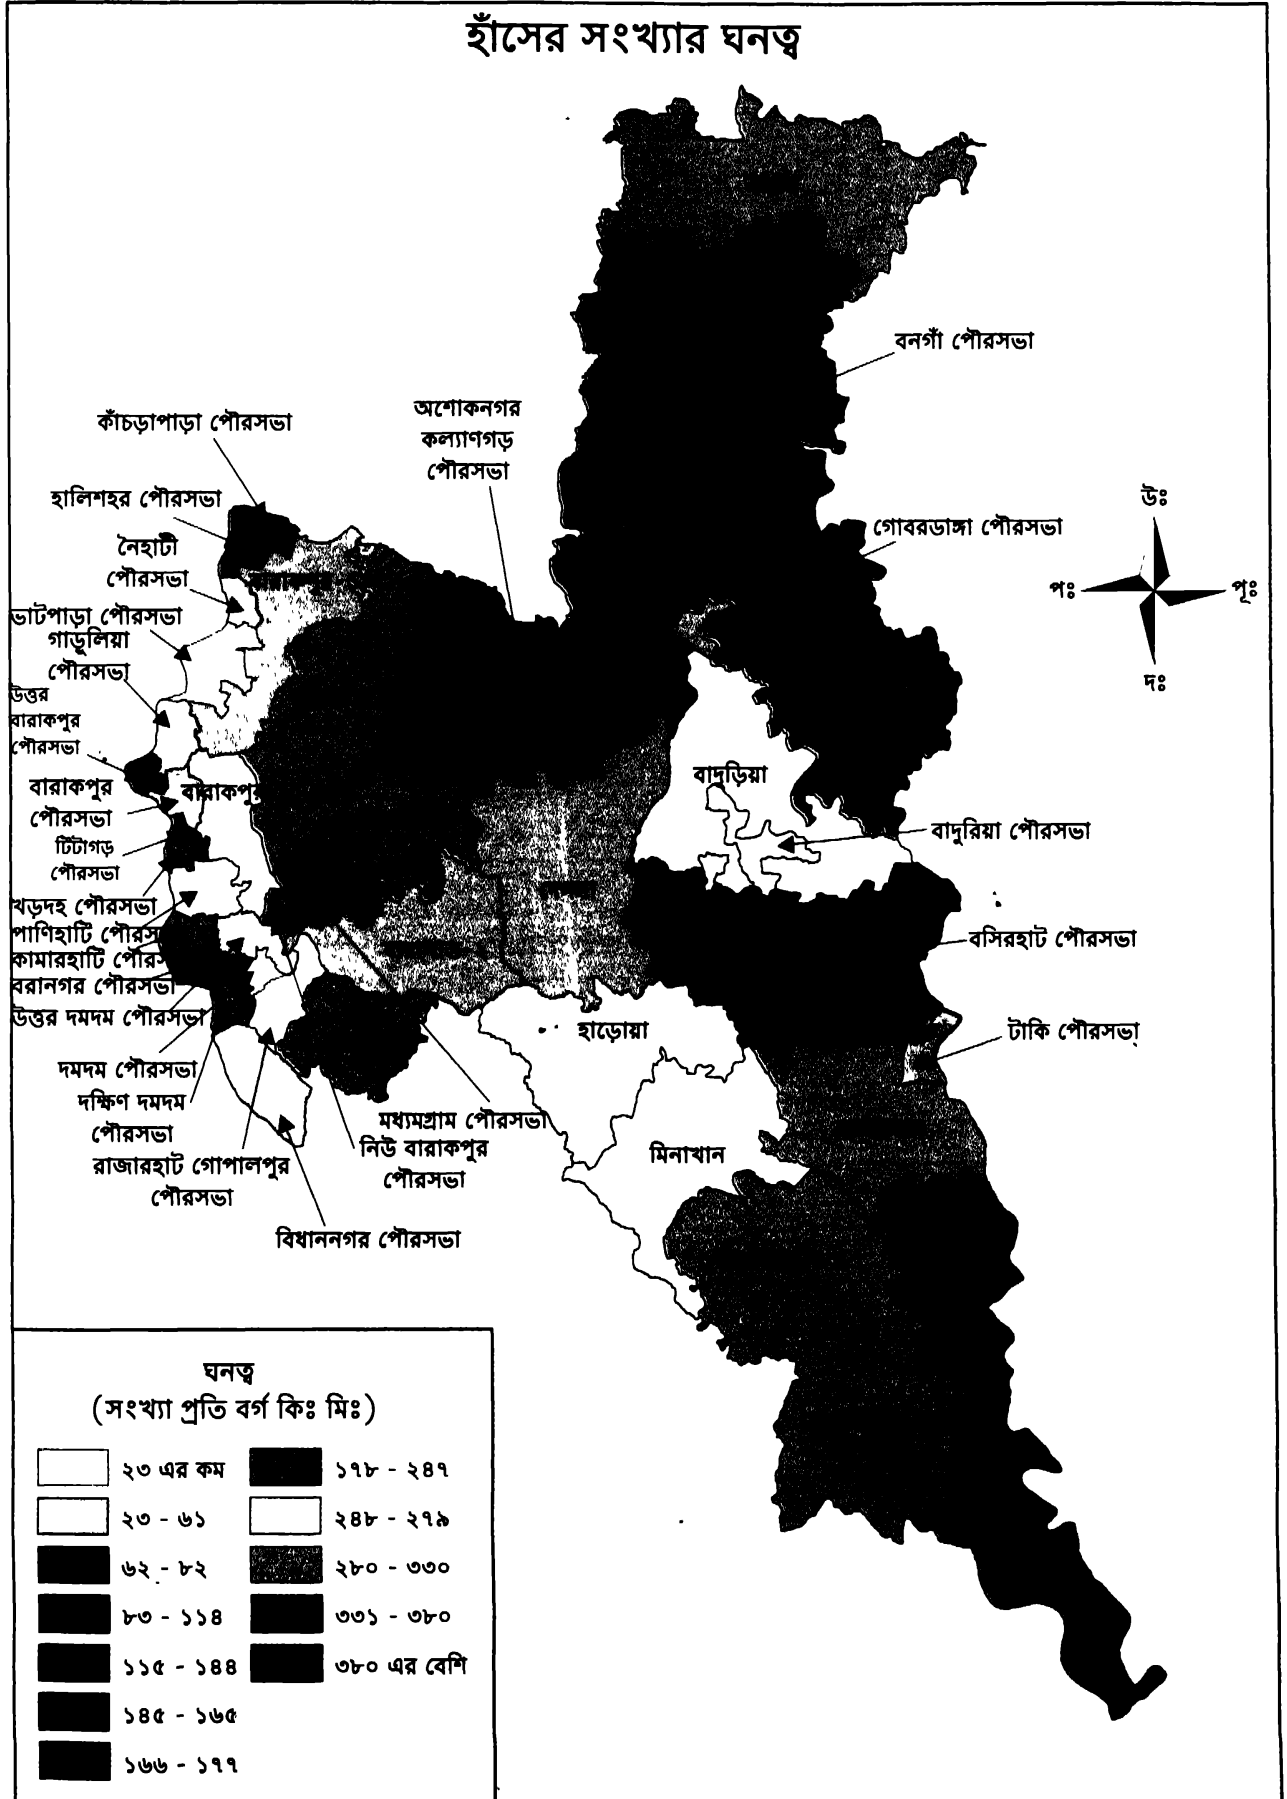 হাঁসের সংখ্যার ঘনত্ব
বনগাঁ পৌরসভা
কাঁচড়াপাড়া পৌরসভা
অশোকনগর
কল্যাণগড়
পৌরসভা
হালিশহর পৌরসভা
নৈহাটী
পৌরসভা
গোবরডাঙ্গা পৌরসভা
উঃ
পঃ
পূঃ
দঃ
ভাটপাড়া পৌরসভা
গাড়ুলিয়া
পৌরসভা
উত্তর
বারাকপুর
পৌরসভা
বারাকপুর
পৌরসভা
বারাকপুর
টিটাগড়
পৌরসভা
বাদুড়িয়া
বাদুরিয়া পৌরসভা
খড়দহ পৌরসভা
পাণিহাটি পৌরস
কামারহাটি পৌরস
বরানগর পৌরসভা
উত্তর দমদম পৌরসভা
বসিরহাট পৌরসভা
হাড়োয়া
টাকি পৌরসভা
দমদম পৌরসভা
দক্ষিণ দমদম
পৌরসভা
মধ্যমগ্রাম পৌরসভা
নিউ বারাকপুর
পৌরসভা
রাজারহাট গোপালপুর
পৌরসভা
মিনাখান
বিধাননগর পৌরসভা
ঘনত্ব
(সংখ্যা প্রতি বর্গ কিঃ মিঃ)
২৩ এর কম
২৩ - ৬১
৬২ - ৮২
৮৩ - ১১৪
১১৫ - ১৪৪
১৪৫ - ১৬৫
১৬৬ - ১৭৭
১৭৮ - ২৪৭
২৪৮ - ২৭৯
২৮০ - ৩৩০
৩৩১ - ৩৮০
৩৮০ এর বেশি